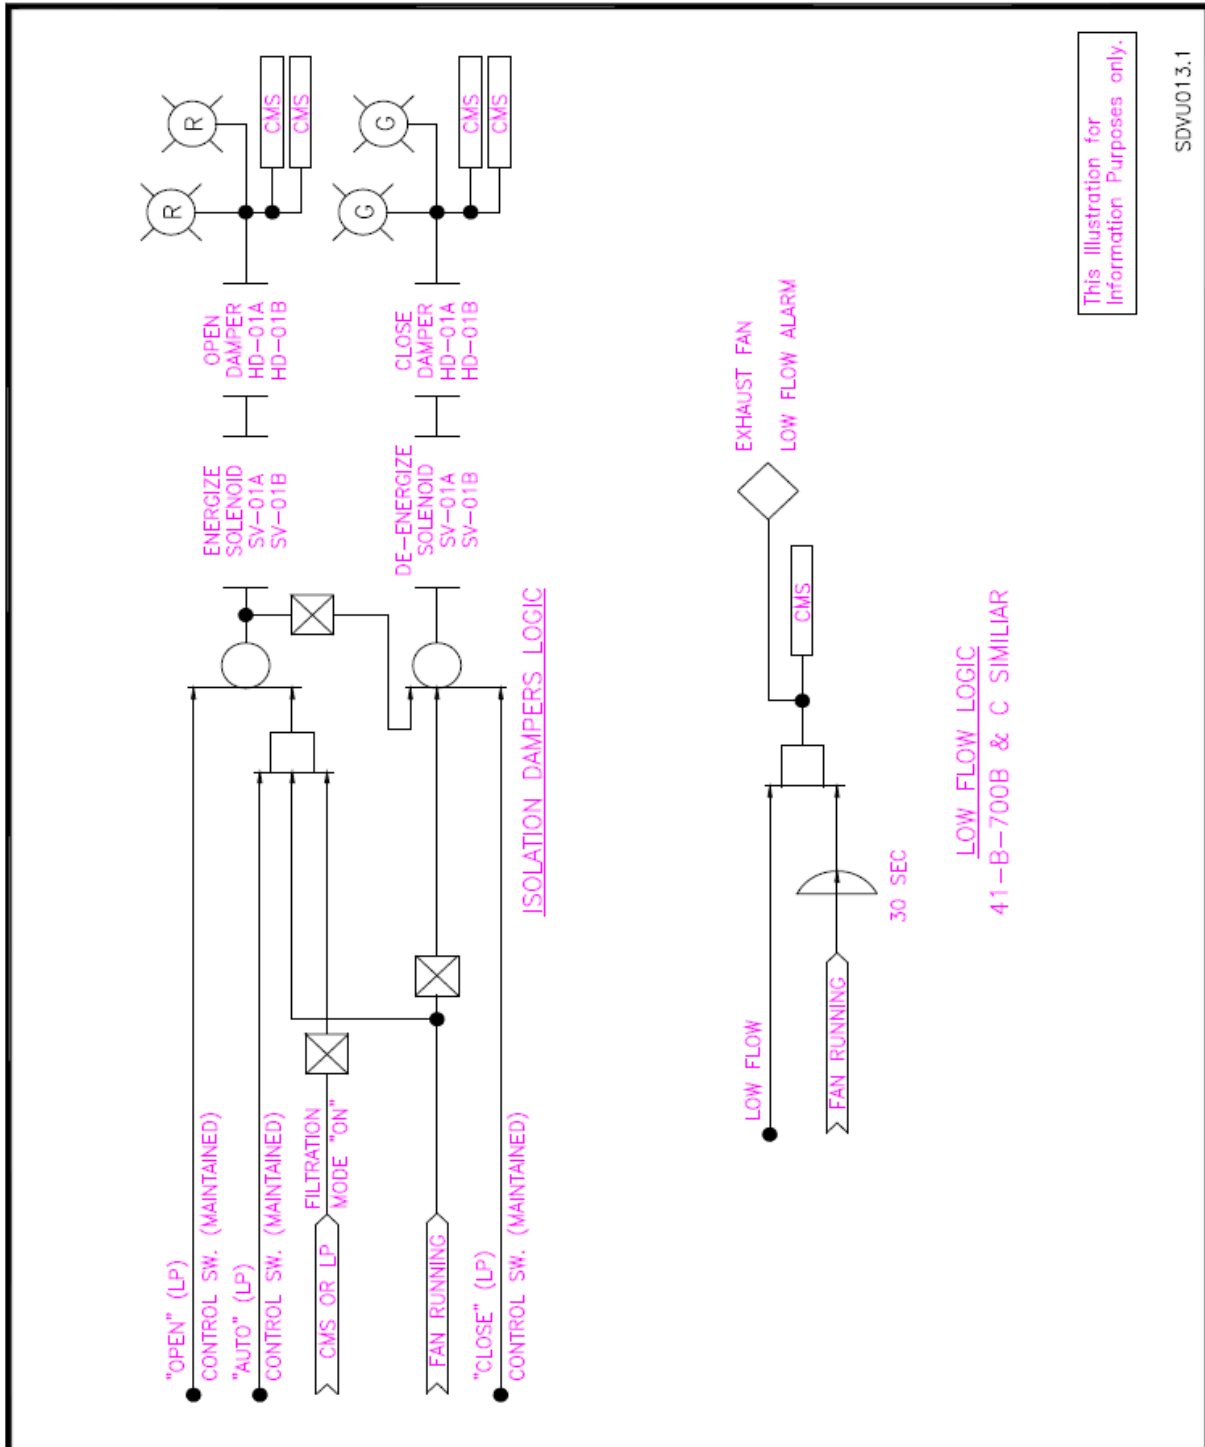 "OPEN" (LP)
CONTROL SW. (MAINTAINED)
"AUTO" (LP)
CONTROL SW. (MAINTAINED)
FILTRATION
MODE "ON"
CMS OR LP
FAN RUNNING
"CLOSE" (LP)
CONTROL SW. (MAINTAINED)
ENERGIZE
SOLENOID
SV-01A
SV-01B
OPEN
DAMPER
HD-01A
HD-01B
R
R
CMS
CMS
DE-ENERGIZE
SOLENOID
SV-01A
SV-01B
CLOSE
DAMPER
HD-01A
HD-01B
G
G
CMS
CMS
ISOLATION DAMPERS LOGIC
LOW FLOW
FAN RUNNING
30 SEC
CMS
EXHAUST FAN
LOW FLOW ALARM
LOW FLOW LOGIC
41-B-700B & C SIMILIAR
This Illustration for
Information Purposes only.
SDVU013.1